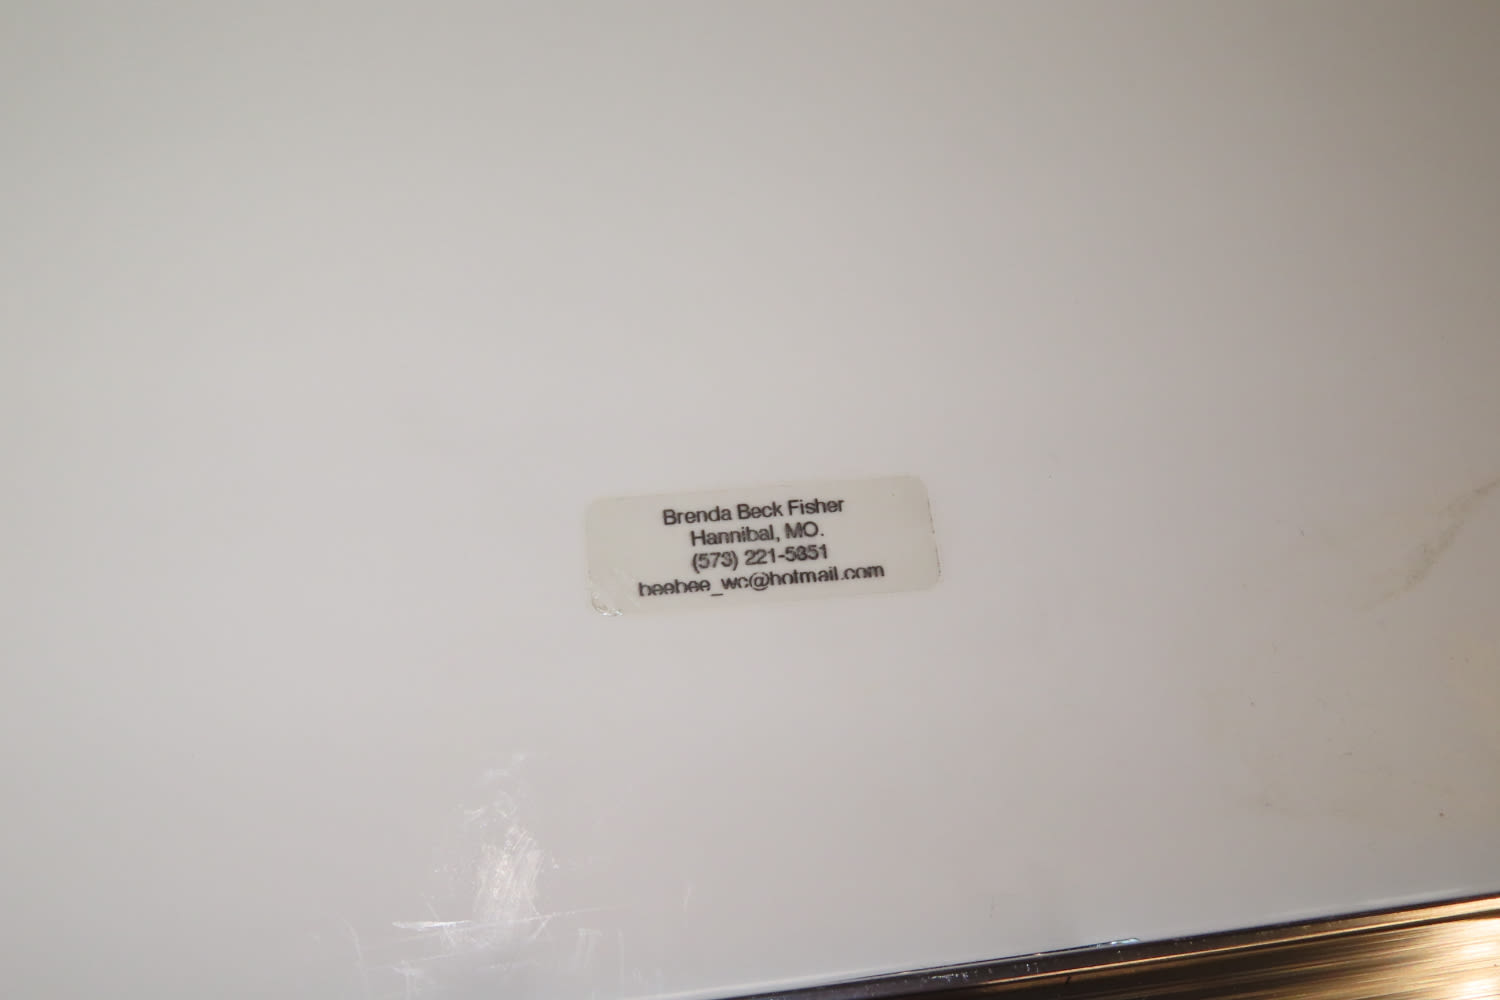 Brenda Beck Fisher
Hannibal, MO.
(573) 221-5851
beebee_wc@hotmail.com